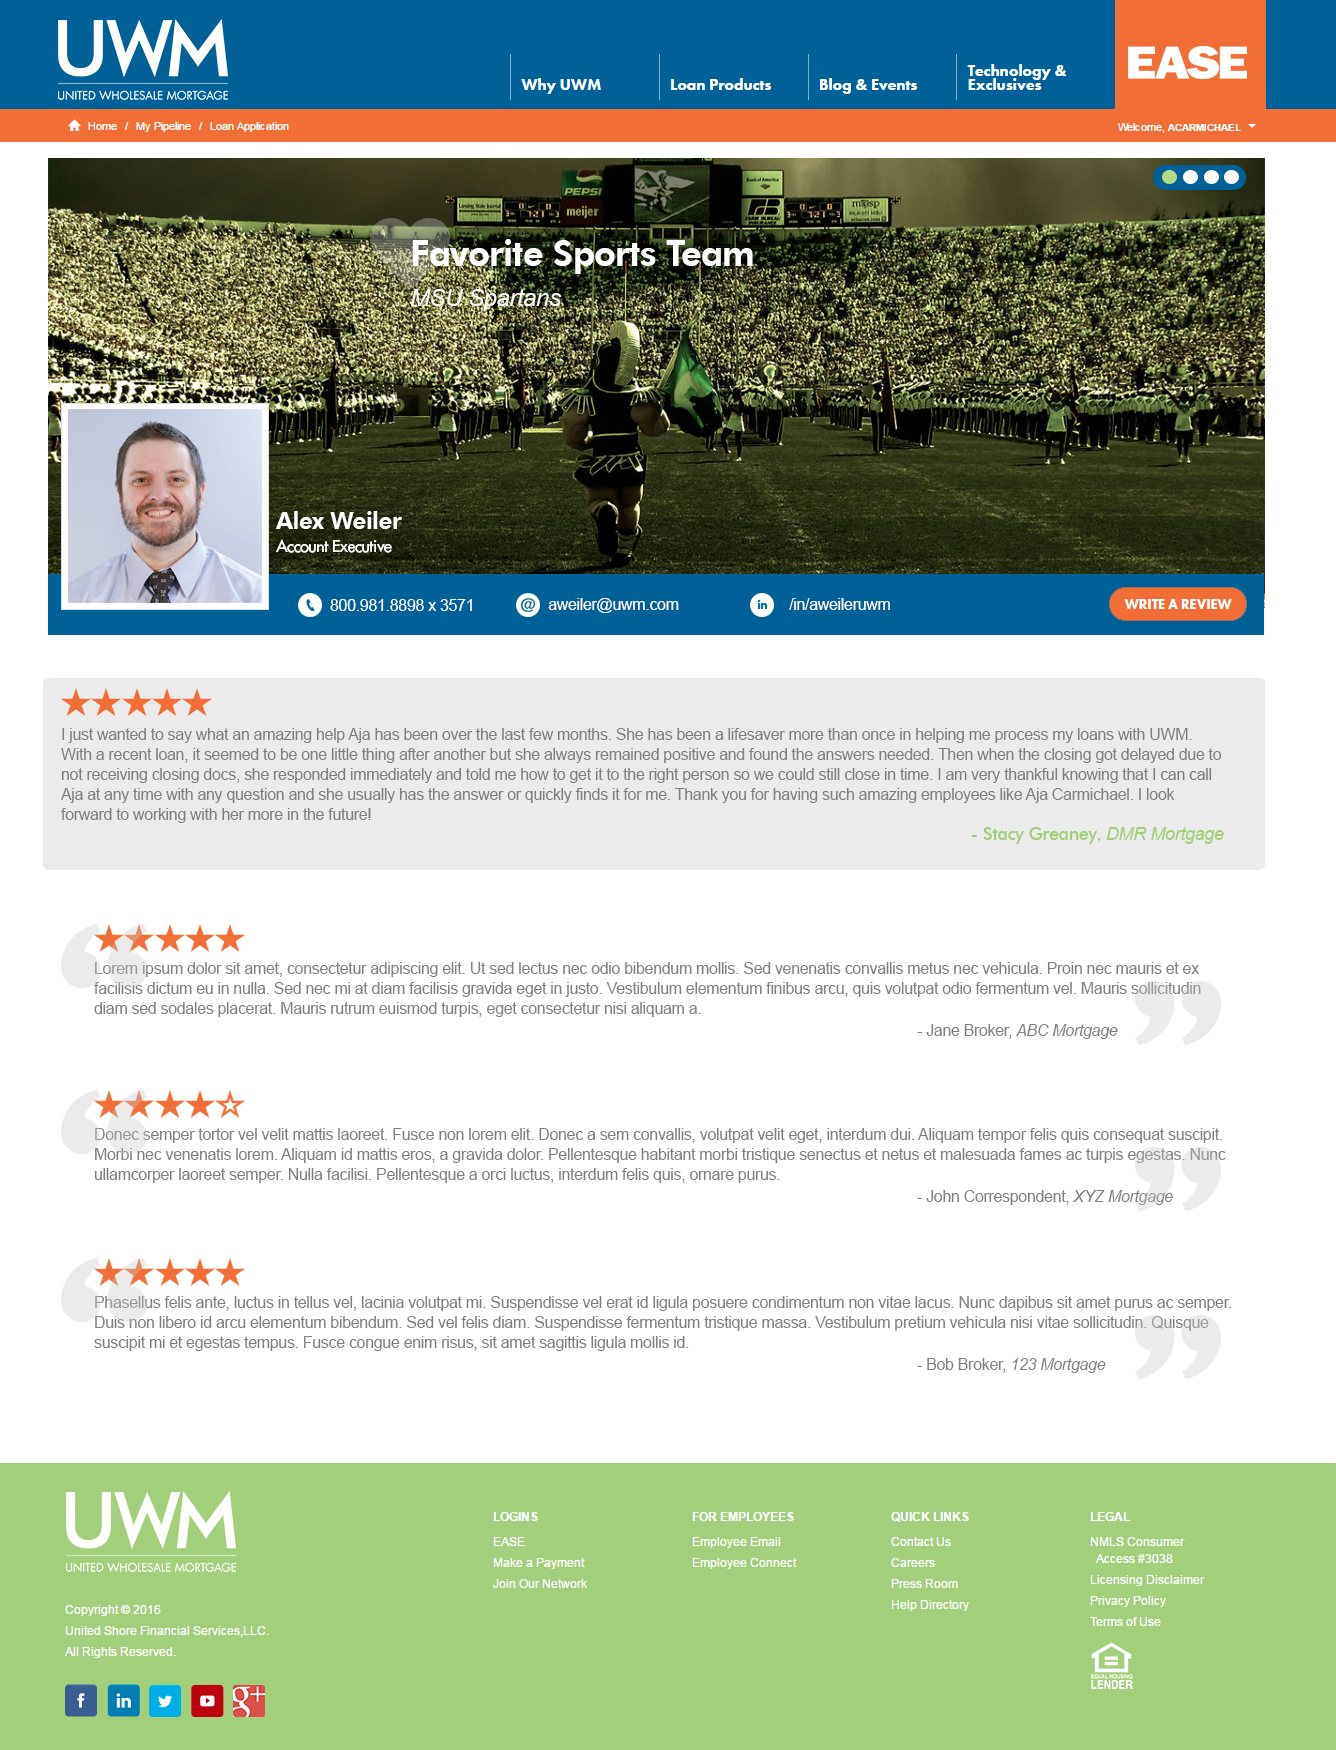 UWM
UNITED WHOLESALE MORTGAGE
Why UWM
Loan Products
Blog & Events
Technology &
Exclusives
EASE
Home / My Pipeline / Loan Application
Welcome, ACARMICHAEL
PEPSI
meijer
Bank of America
Lansing State Journal
Favorite Sports Team
MSU Spartans
Alex Weiler
Account Executive
800.981.8898 x 3571
@ aweiler@uwm.com
in /in/aweileruwm
WRITE A REVIEW
I just wanted to say what an amazing help Aja has been over the last few months. She has been a lifesaver more than once in helping me process my loans with UWM.
With a recent loan, it seemed to be one little thing after another but she always remained positive and found the answers needed. Then when the closing got delayed due to
not receiving closing docs, she responded immediately and told me how to get it to the right person so we could still close in time. I am very thankful knowing that I can call
Aja at any time with any question and she usually has the answer or quickly finds it for me. Thank you for having such amazing employees like Aja Carmichael. I look
forward to working with her more in the future!
- Stacy Greaney, DMR Mortgage
Lorem ipsum dolor sit amet, consectetur adipiscing elit. Ut sed lectus nec odio bibendum mollis. Sed venenatis convallis metus nec vehicula. Proin nec mauris et ex
facilisis dictum eu in nulla. Sed nec mi at diam facilisis gravida eget in justo. Vestibulum elementum finibus arcu, quis volutpat odio fermentum vel. Mauris sollicitudin
diam sed sodales placerat. Mauris rutrum euismod turpis, eget consectetur nisi aliquam a.
- Jane Broker, ABC Mortgage
Donec semper tortor vel velit mattis laoreet. Fusce non lorem elit. Donec a sem convallis, volutpat velit eget, interdum dui. Aliquam tempor felis quis consequat suscipit.
Morbi nec venenatis lorem. Aliquam id mattis eros, a gravida dolor. Pellentesque habitant morbi tristique senectus et netus et malesuada fames ac turpis egestas. Nunc
ullamcorper laoreet semper. Nulla facilisi. Pellentesque a orci luctus, interdum felis quis, ornare purus.
- John Correspondent, XYZ Mortgage
Phasellus felis ante, luctus in tellus vel, lacinia volutpat mi. Suspendisse vel erat id ligula posuere condimentum non vitae lacus. Nunc dapibus sit amet purus ac semper.
Duis non libero id arcu elementum bibendum. Sed vel felis diam. Suspendisse fermentum tristique massa. Vestibulum pretium vehicula nisi vitae sollicitudin. Quisque
suscipit mi et egestas tempus. Fusce congue enim risus, sit amet sagittis ligula mollis id.
- Bob Broker, 123 Mortgage
UWM
UNITED WHOLESALE MORTGAGE
Copyright © 2016
United Shore Financial Services,LLC.
All Rights Reserved.
f in g+
LOGINS
EASE
Make a Payment
Join Our Network
FOR EMPLOYEES
Employee Email
Employee Connect
QUICK LINKS
Contact Us
Careers
Press Room
Help Directory
LEGAL
NMLS Consumer
Access #3038
Licensing Disclaimer
Privacy Policy
Terms of Use
EQUAL HOUSING
LENDER